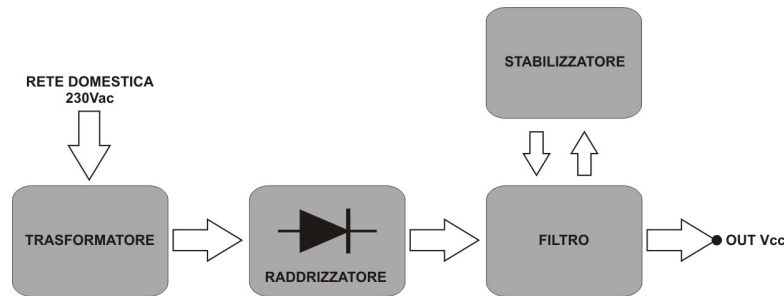 RETE DOMESTICA
230Vac
STABILIZZATORE
TRASFORMATORE
RADDRIZZATORE
FILTRO
OUT Vcc